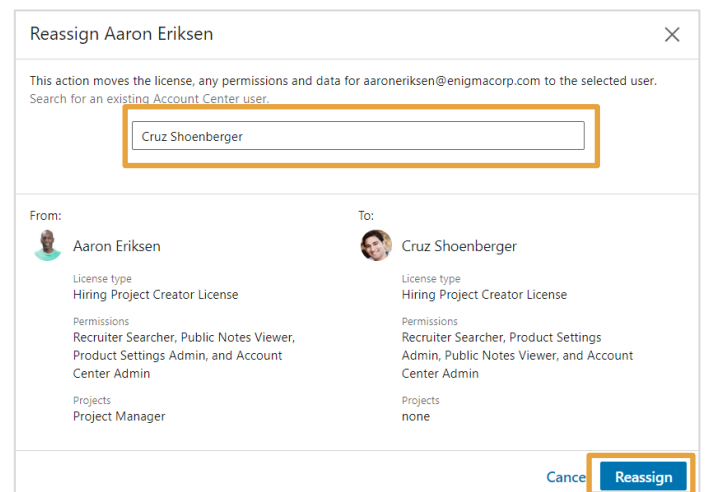 Reassign Aaron Eriksen
This action moves the license, any permissions and data for aaroneriksen@enigmacorp.com to the selected user.
Search for an existing Account Center user.
Cruz Shoenberger
From:
Aaron Eriksen
License type
Hiring Project Creator License
Permissions
Recruiter Searcher, Public Notes Viewer,
Product Settings Admin, and Account
Center Admin
Projects
Project Manager
To:
Cruz Shoenberger
License type
Hiring Project Creator License
Permissions
Recruiter Searcher, Product Settings
Admin, Public Notes Viewer, and Account
Center Admin
Projects
none
Cance
Reassign